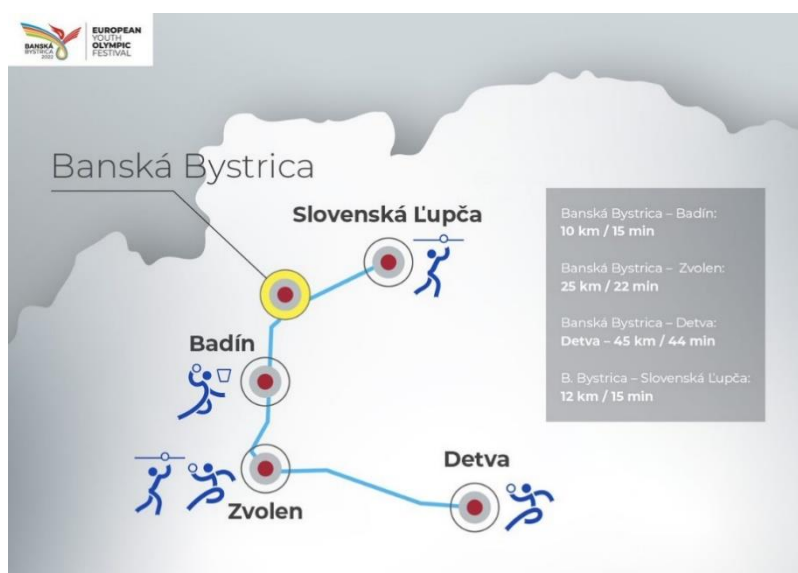 BANSKÁ
BYSTRICA
2022
EUROPEAN
YOUTH
OLYMPIC
FESTIVAL
Banská Bystrica
Slovenská Ľupča
Badín
Zvolen
Detva
Banská Bystrica – Badín:
10 km / 15 min
Banská Bystrica – Zvolen:
25 km / 22 min
Banská Bystrica – Detva:
Detva – 45 km / 44 min
B. Bystrica – Slovenská Ľupča:
12 km / 15 min